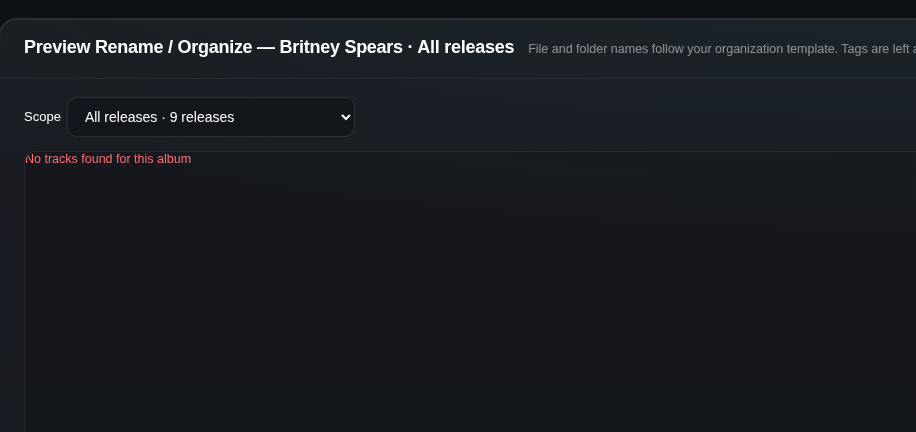 Preview Rename / Organize — Britney Spears · All releases File and folder names follow your organization template. Tags are left
Scope All releases · 9 releases
No tracks found for this album